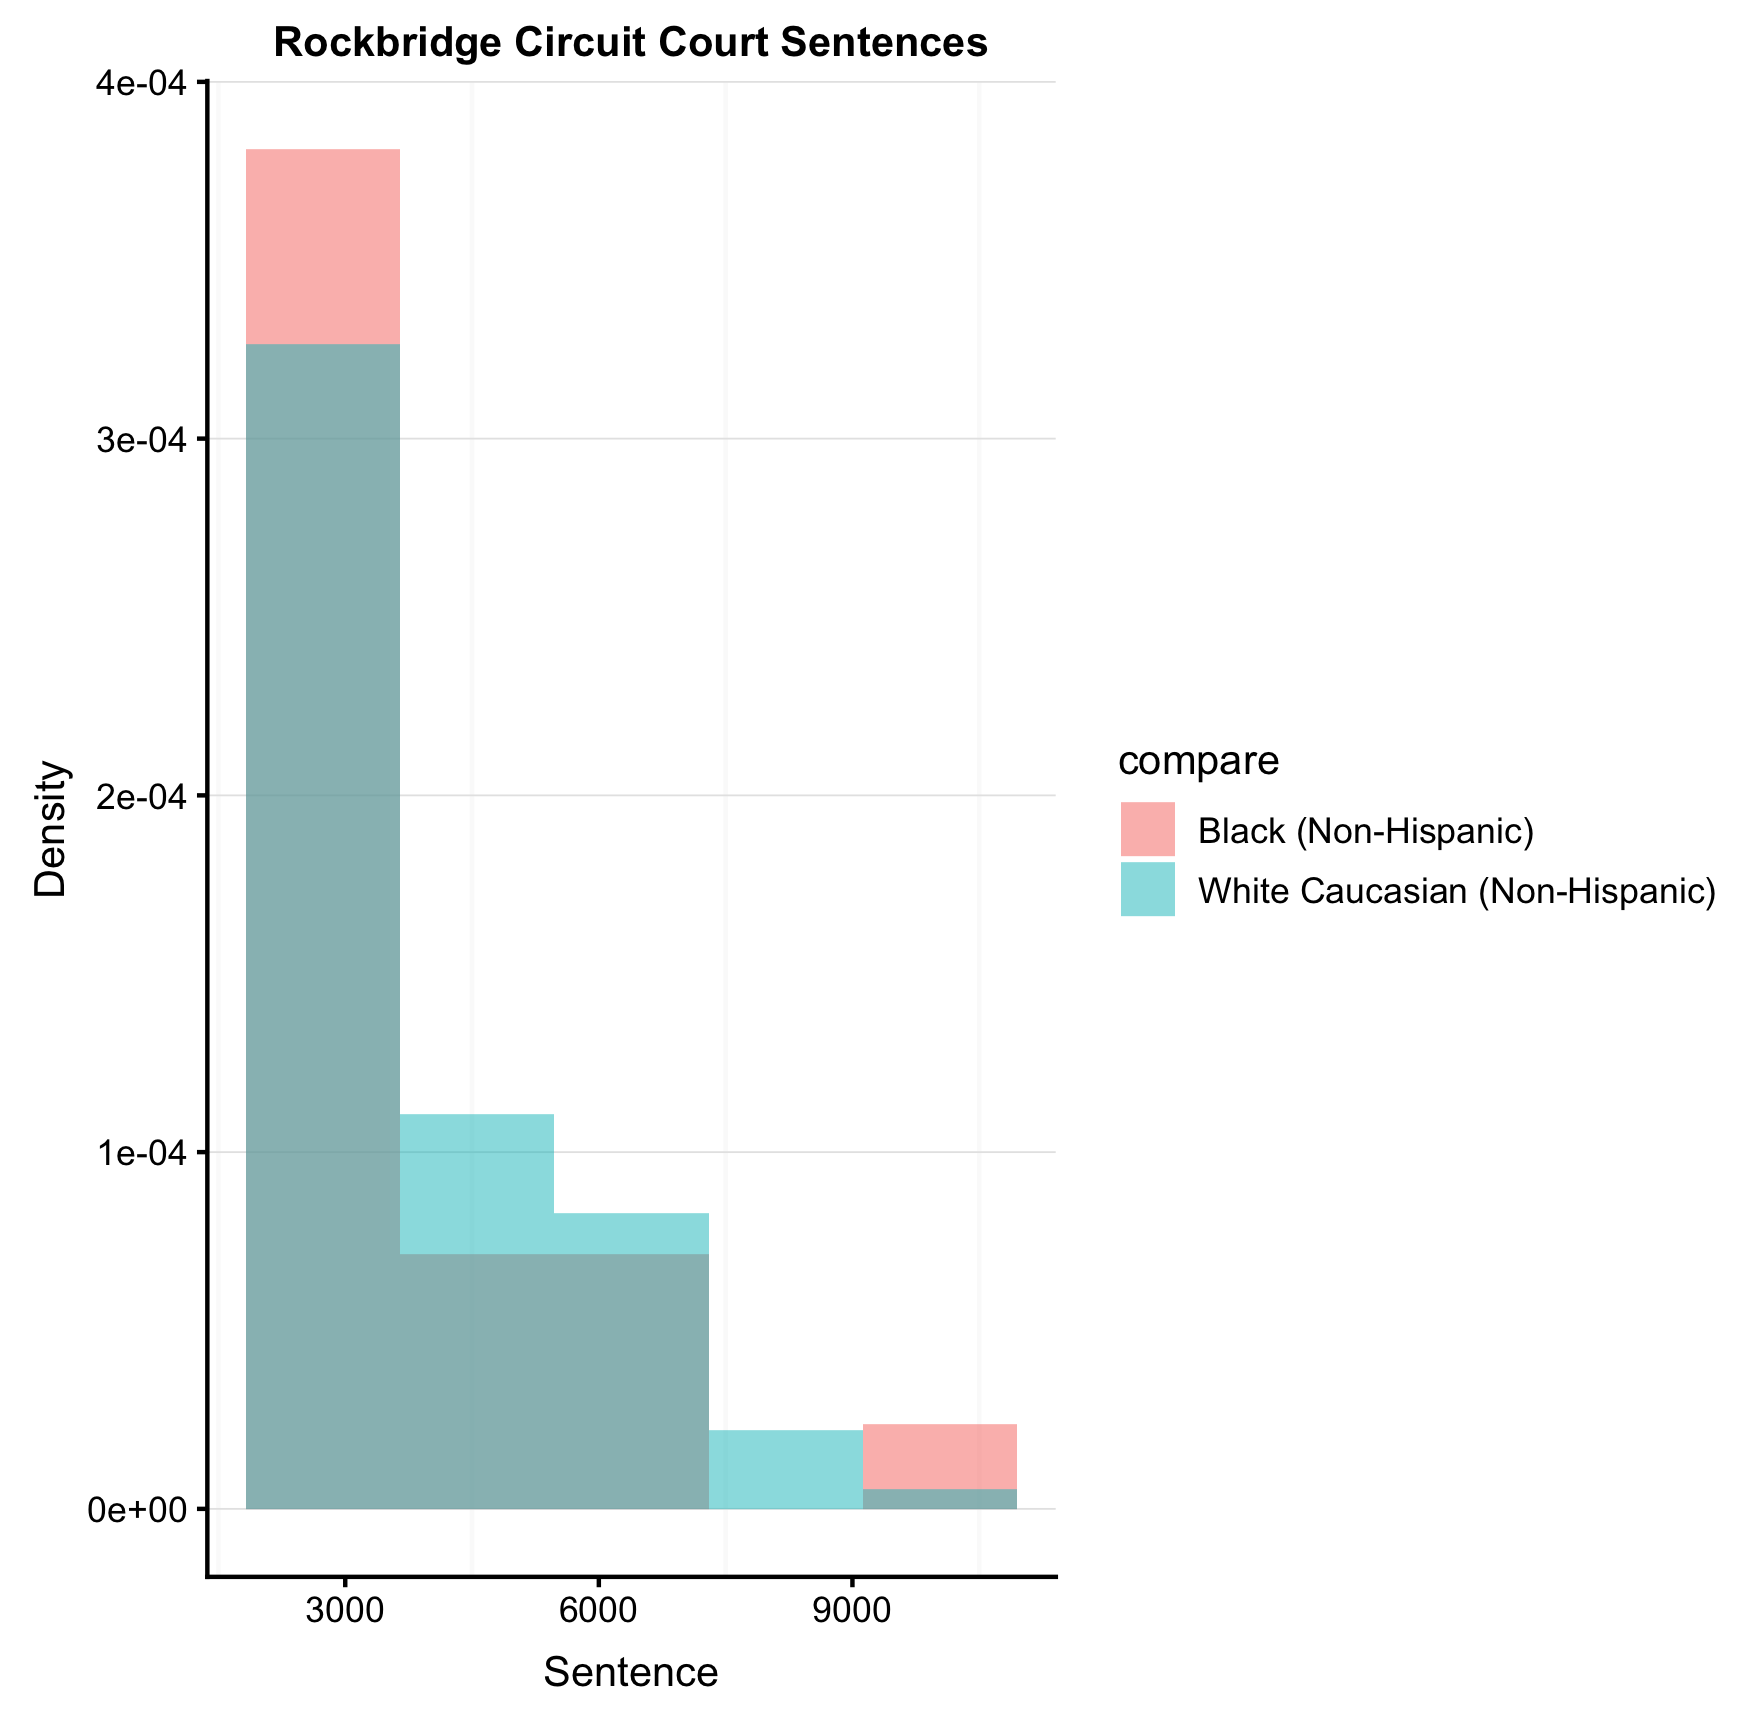 Rockbridge Circuit Court Sentences
4e-04
3e-04
2e-04
1e-04
0e+00
Density
3000 6000 9000
Sentence
compare
Black (Non-Hispanic)
White Caucasian (Non-Hispanic)